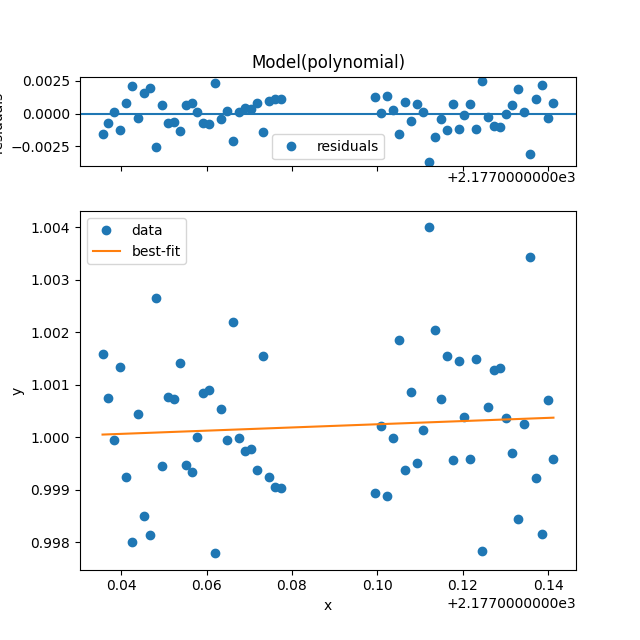 Model(polynomial)
0.0025
0.0000
−0.0025
residuals
+2.1770000000e3
1.004
1.003
1.002
1.001
1.000
0.999
0.998
y
data
best-fit
0.04 0.06 0.08 0.10 0.12 0.14
x
+2.1770000000e3